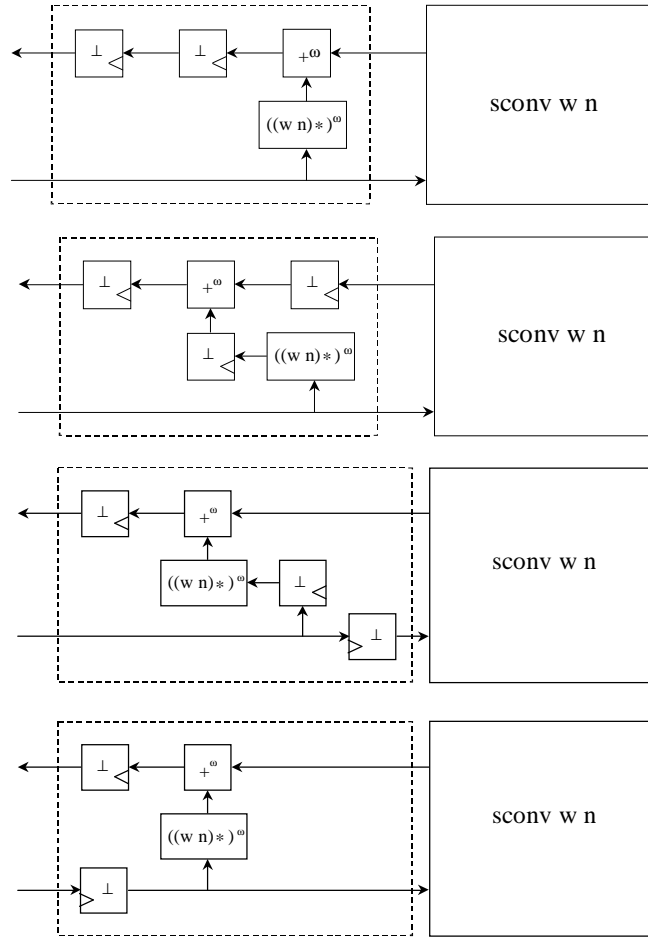 ⊥ ⊥ +ω
((w n)∗)ω
sconv w n
⊥ +ω ⊥
⊥ ((w n)∗)ω
sconv w n
⊥ +ω
((w n)∗)ω ⊥
⊥
sconv w n
⊥ +ω
((w n)∗)ω
⊥
sconv w n